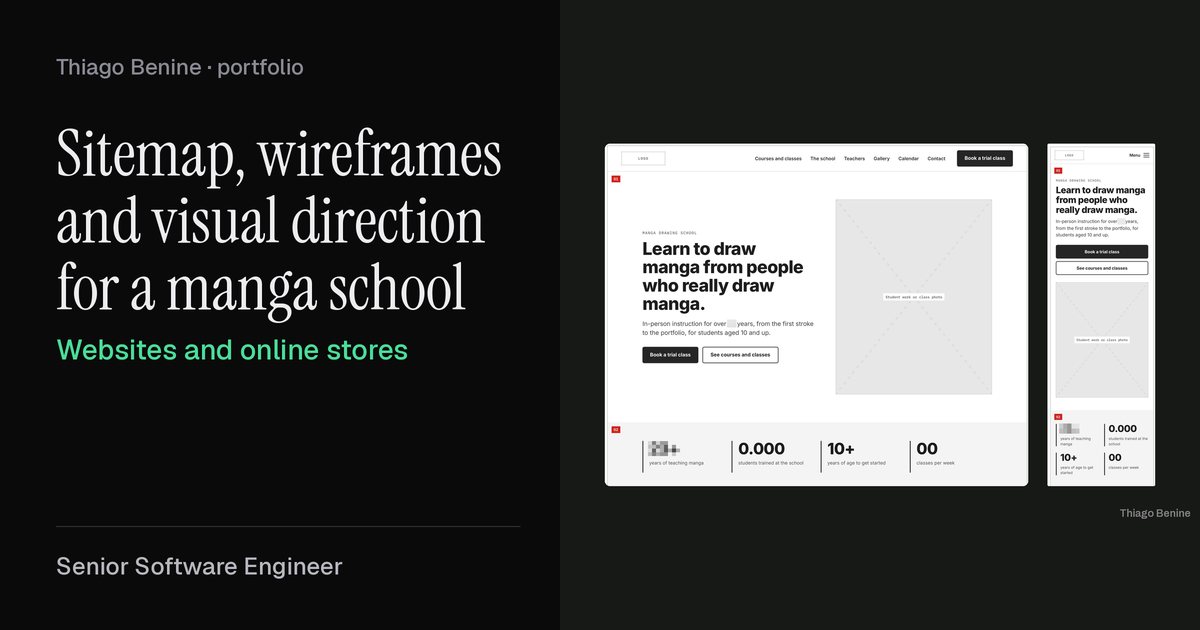 Thiago Benine · portfolio
Sitemap, wireframes
and visual direction
for a manga school
Websites and online stores
Senior Software Engineer
LOGO
Courses and classes
The school
Teachers
Gallery
Calendar
Contact
Book a trial class
01
MANGA DRAWING SCHOOL
Learn to draw
manga from people
who really draw
manga.
In-person instruction for over years, from the first stroke
to the portfolio, for students aged 10 and up.
Book a trial class
See courses and classes
Student work or class photo
02
years of teaching manga
0.000
students trained at the school
10+
years of age to get started
00
classes per week
LOGO
Menu
01
MANGA DRAWING SCHOOL
Learn to draw manga
from people who
really draw manga.
In-person instruction for over years,
from the first stroke to the portfolio, for
students aged 10 and up.
Book a trial class
See courses and classes
Student work or class photo
02
years of teaching
manga
0.000
students trained at the
school
10+
years of age to get
started
00
classes per week
Thiago Benine